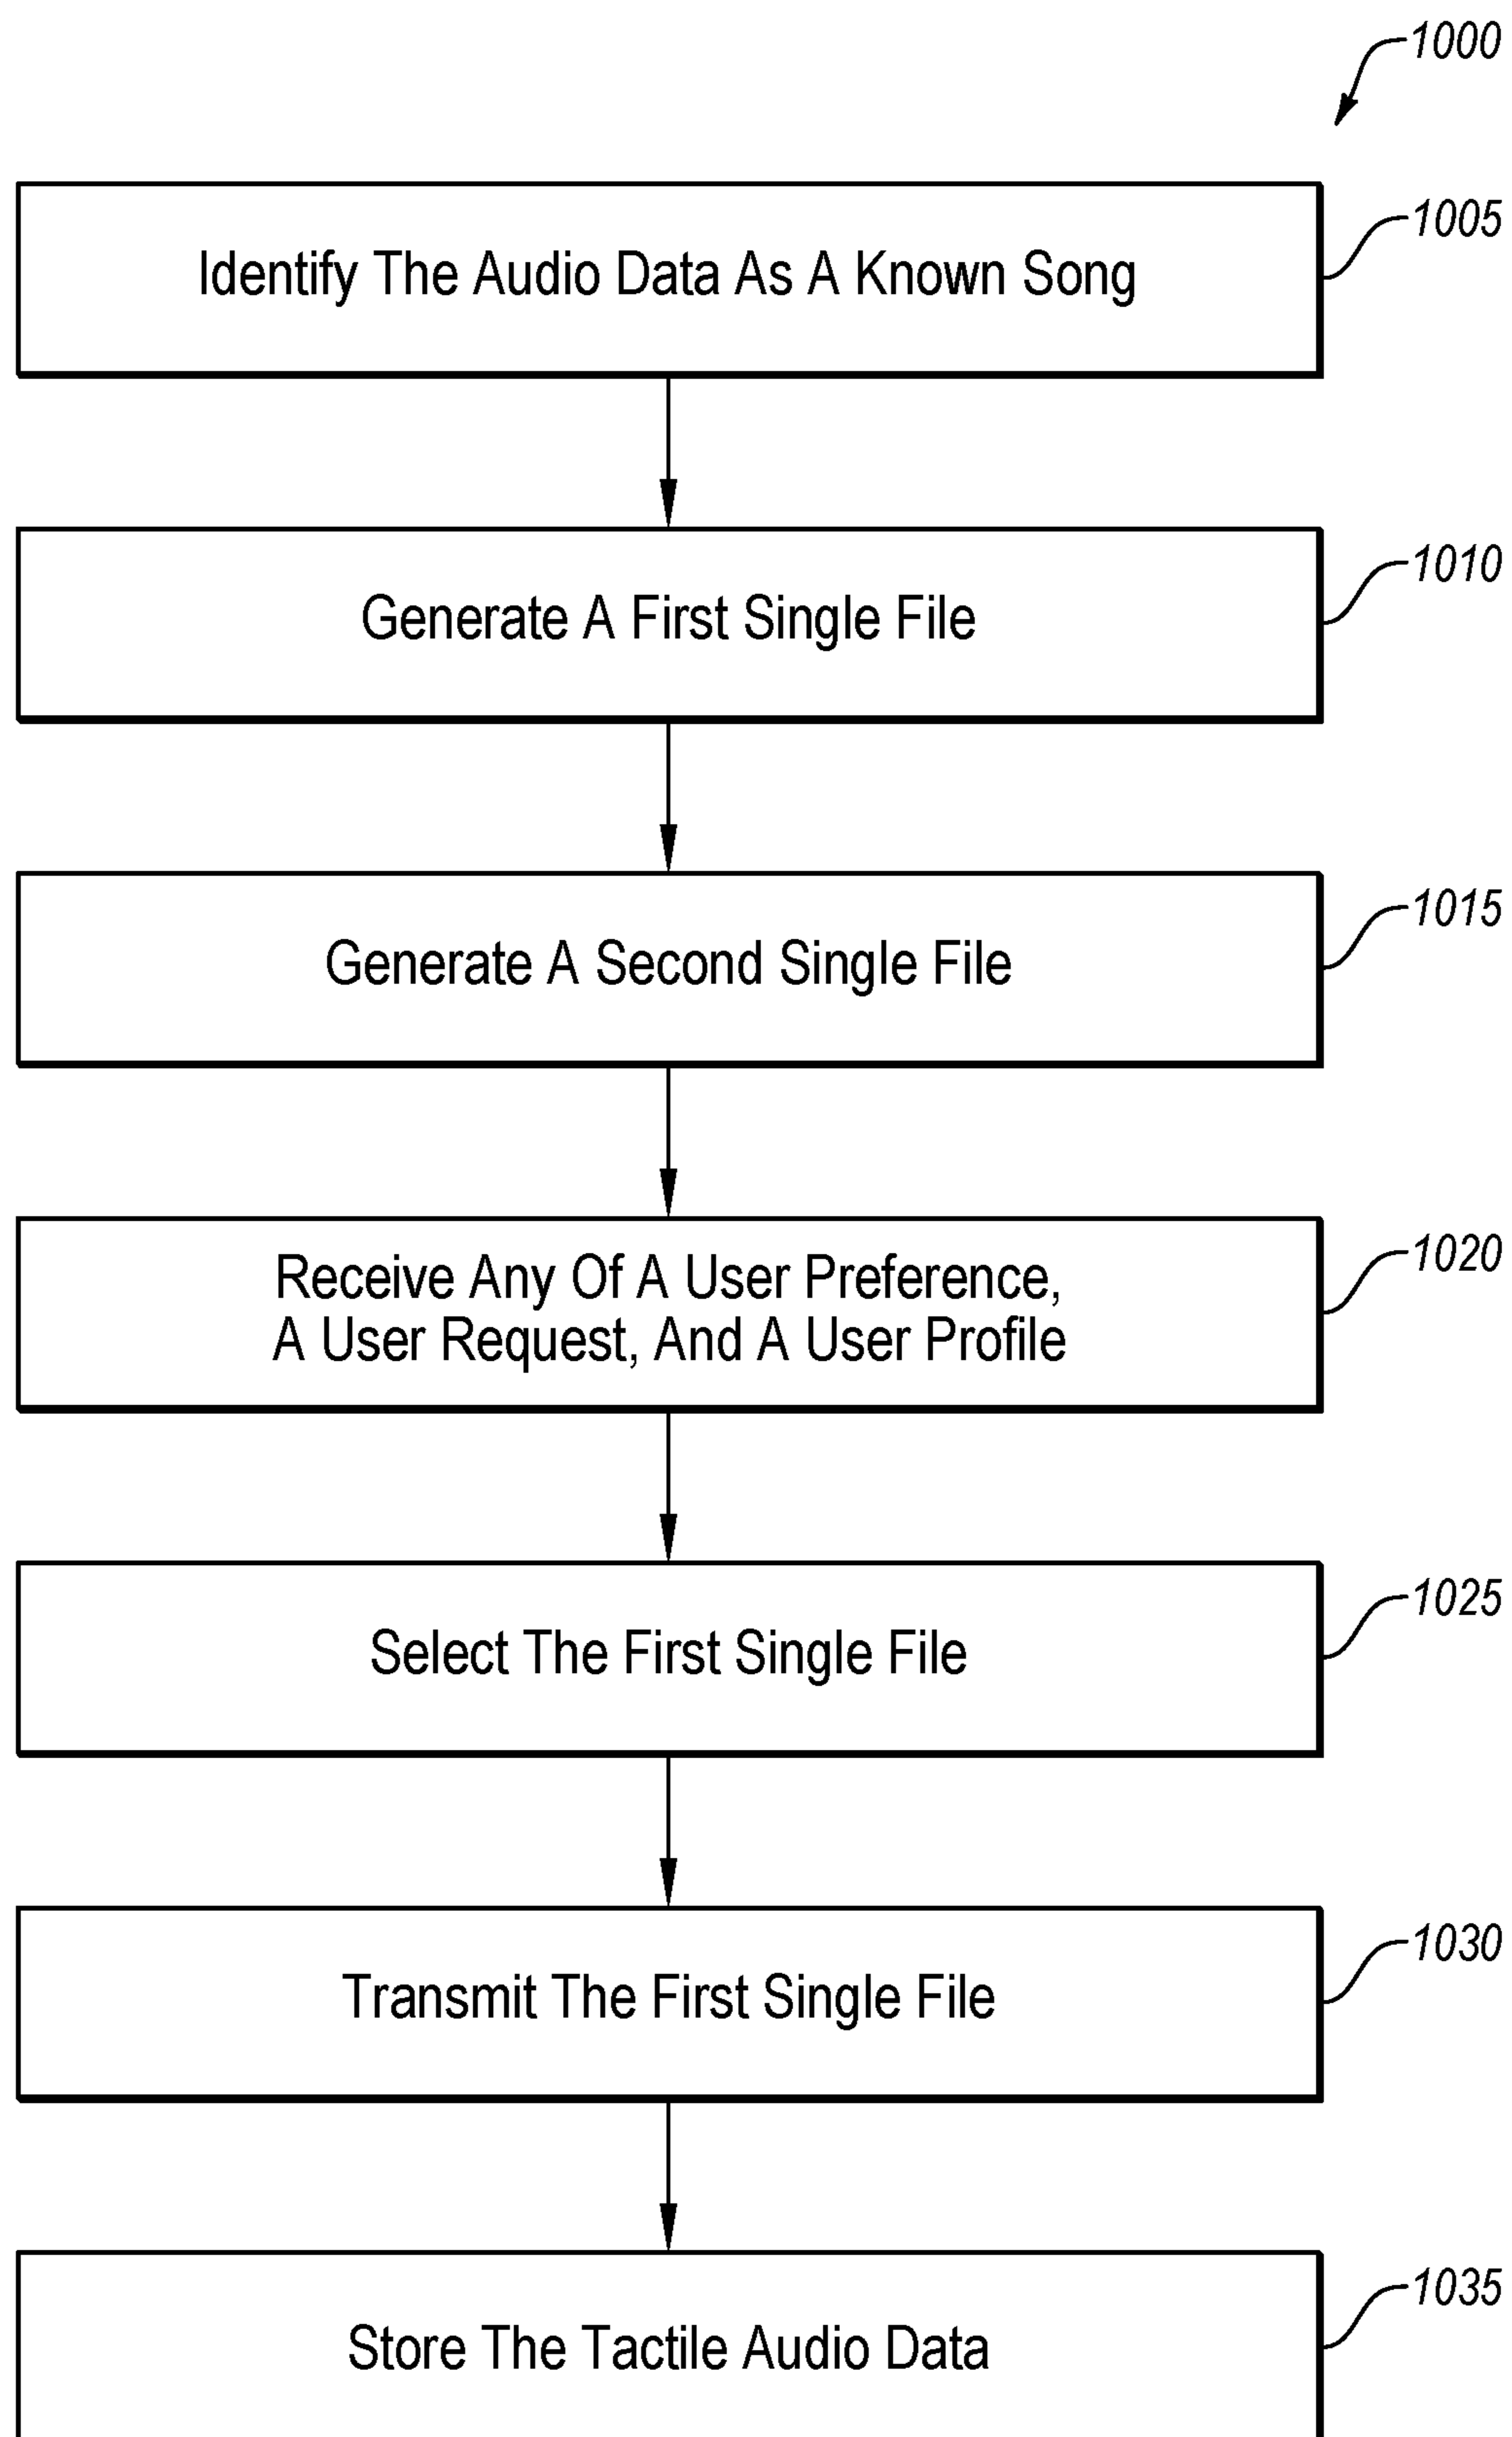 1000
Identify The Audio Data As A Known Song
1005
Generate A First Single File
1010
Generate A Second Single File
1015
Receive Any Of A User Preference,
A User Request, And A User Profile
1020
Select The First Single File
1025
Transmit The First Single File
1030
Store The Tactile Audio Data
1035